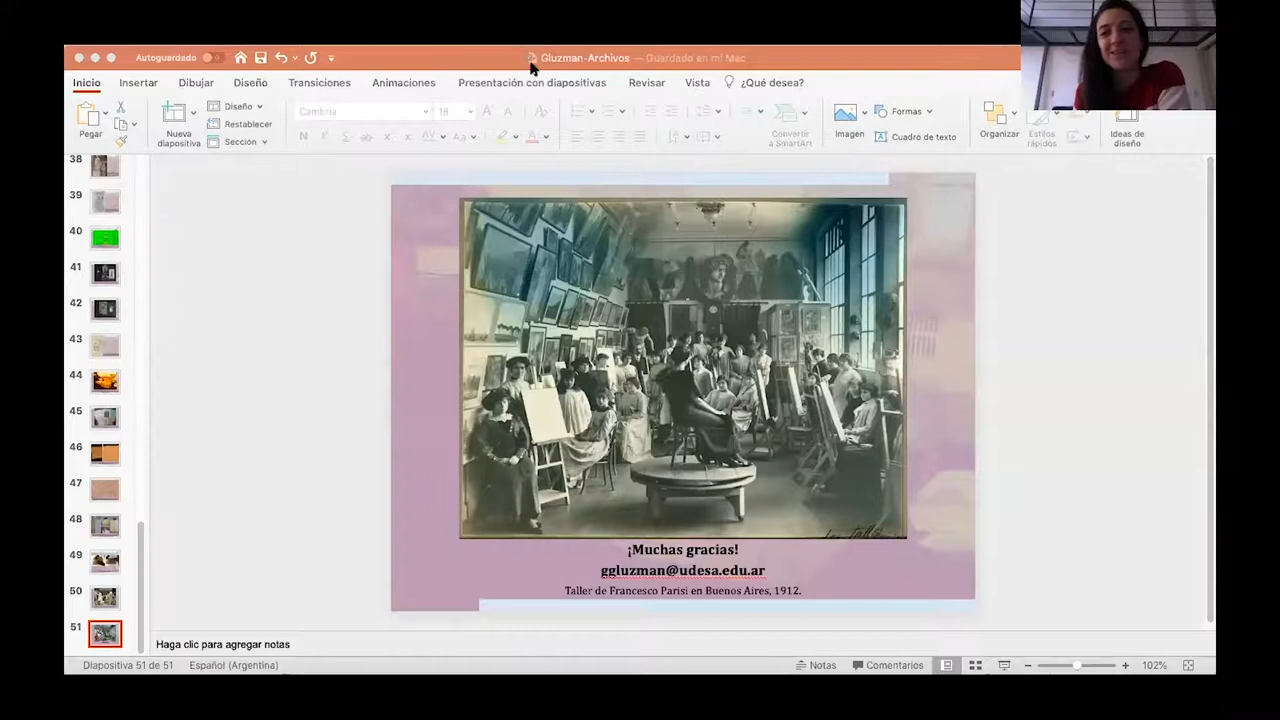 Autoguardado
Gluzman-Archivos — Guardado en mi Mac
Inicio Insertar Dibujar Diseño Transiciones Animaciones Presentación con diapositivas Revisar Vista ¿Qué desea?
Pegar
Nueva diapositiva
Diseño
Restablecer
Sección
Cambria 18
Convertir a SmartArt
Imagen
Formas
Cuadro de texto
Organizar
Estilos rápidos
Ideas de diseño
38
39
40
41
42
43
44
45
46
47
48
49
50
51
¡Muchas gracias!
ggluzman@udesa.edu.ar
Taller de Francesco Parisi en Buenos Aires, 1912.
Haga clic para agregar notas
Diapositiva 51 de 51 Español (Argentina) Notas Comentarios 102%